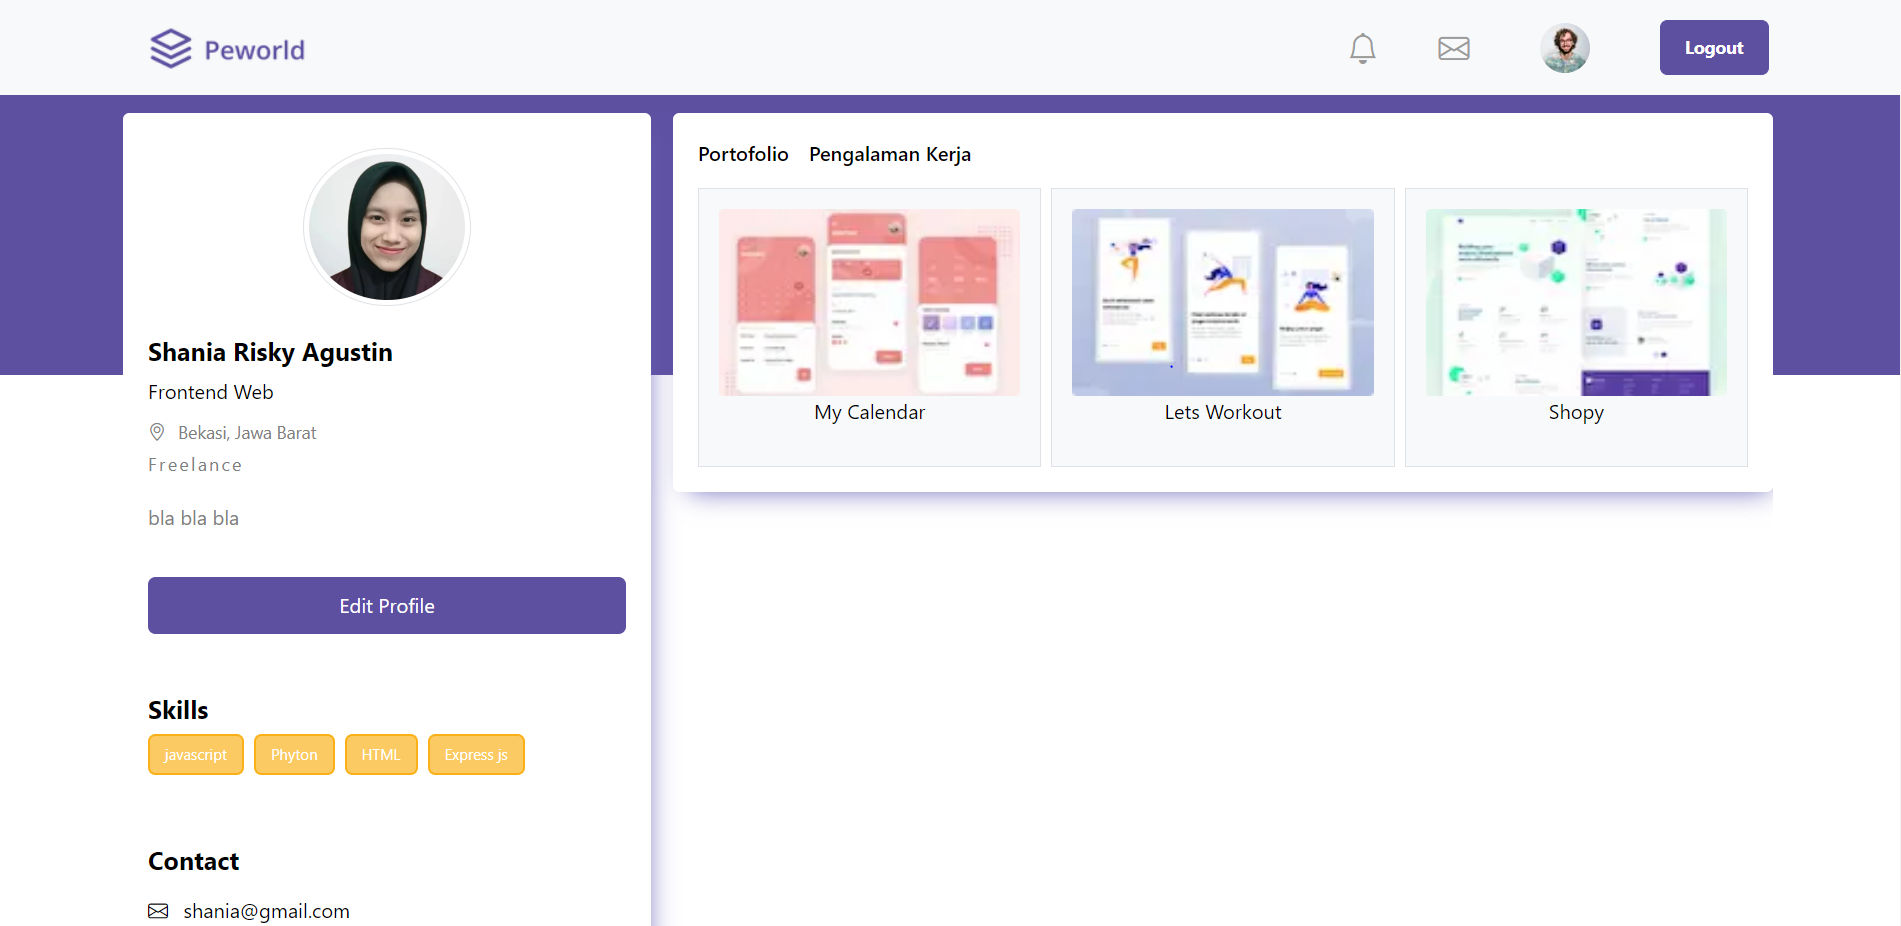 Peworld
Logout
Shania Risky Agustin
Frontend Web
Bekasi, Jawa Barat
Freelance
bla bla bla
Edit Profile
Skills
javascript Phyton HTML Express js
Contact
shania@gmail.com
Portofolio Pengalaman Kerja
My Calendar
Lets Workout
Shopy